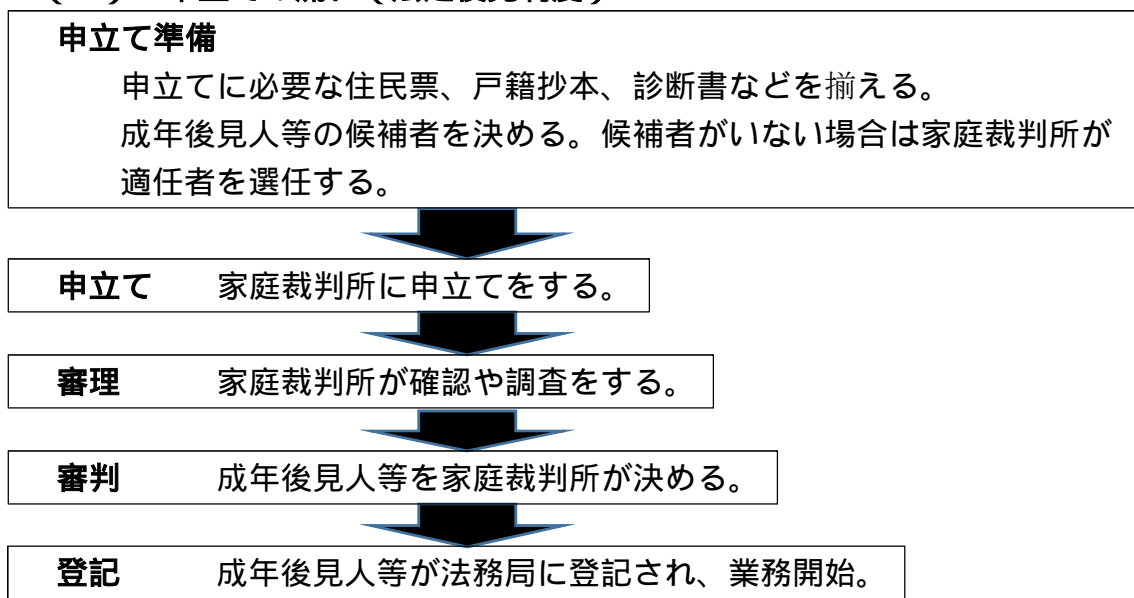 申立て準備
申立てに必要な住民票、戸籍抄本、診断書などを揃える。
成年後見人等の候補者を決める。候補者がいない場合は家庭裁判所が
適任者を選任する。
申立て 家庭裁判所に申立てをする。
審理 家庭裁判所が確認や調査をする。
審判 成年後見人等を家庭裁判所が決める。
登記 成年後見人等が法務局に登記され、業務開始。